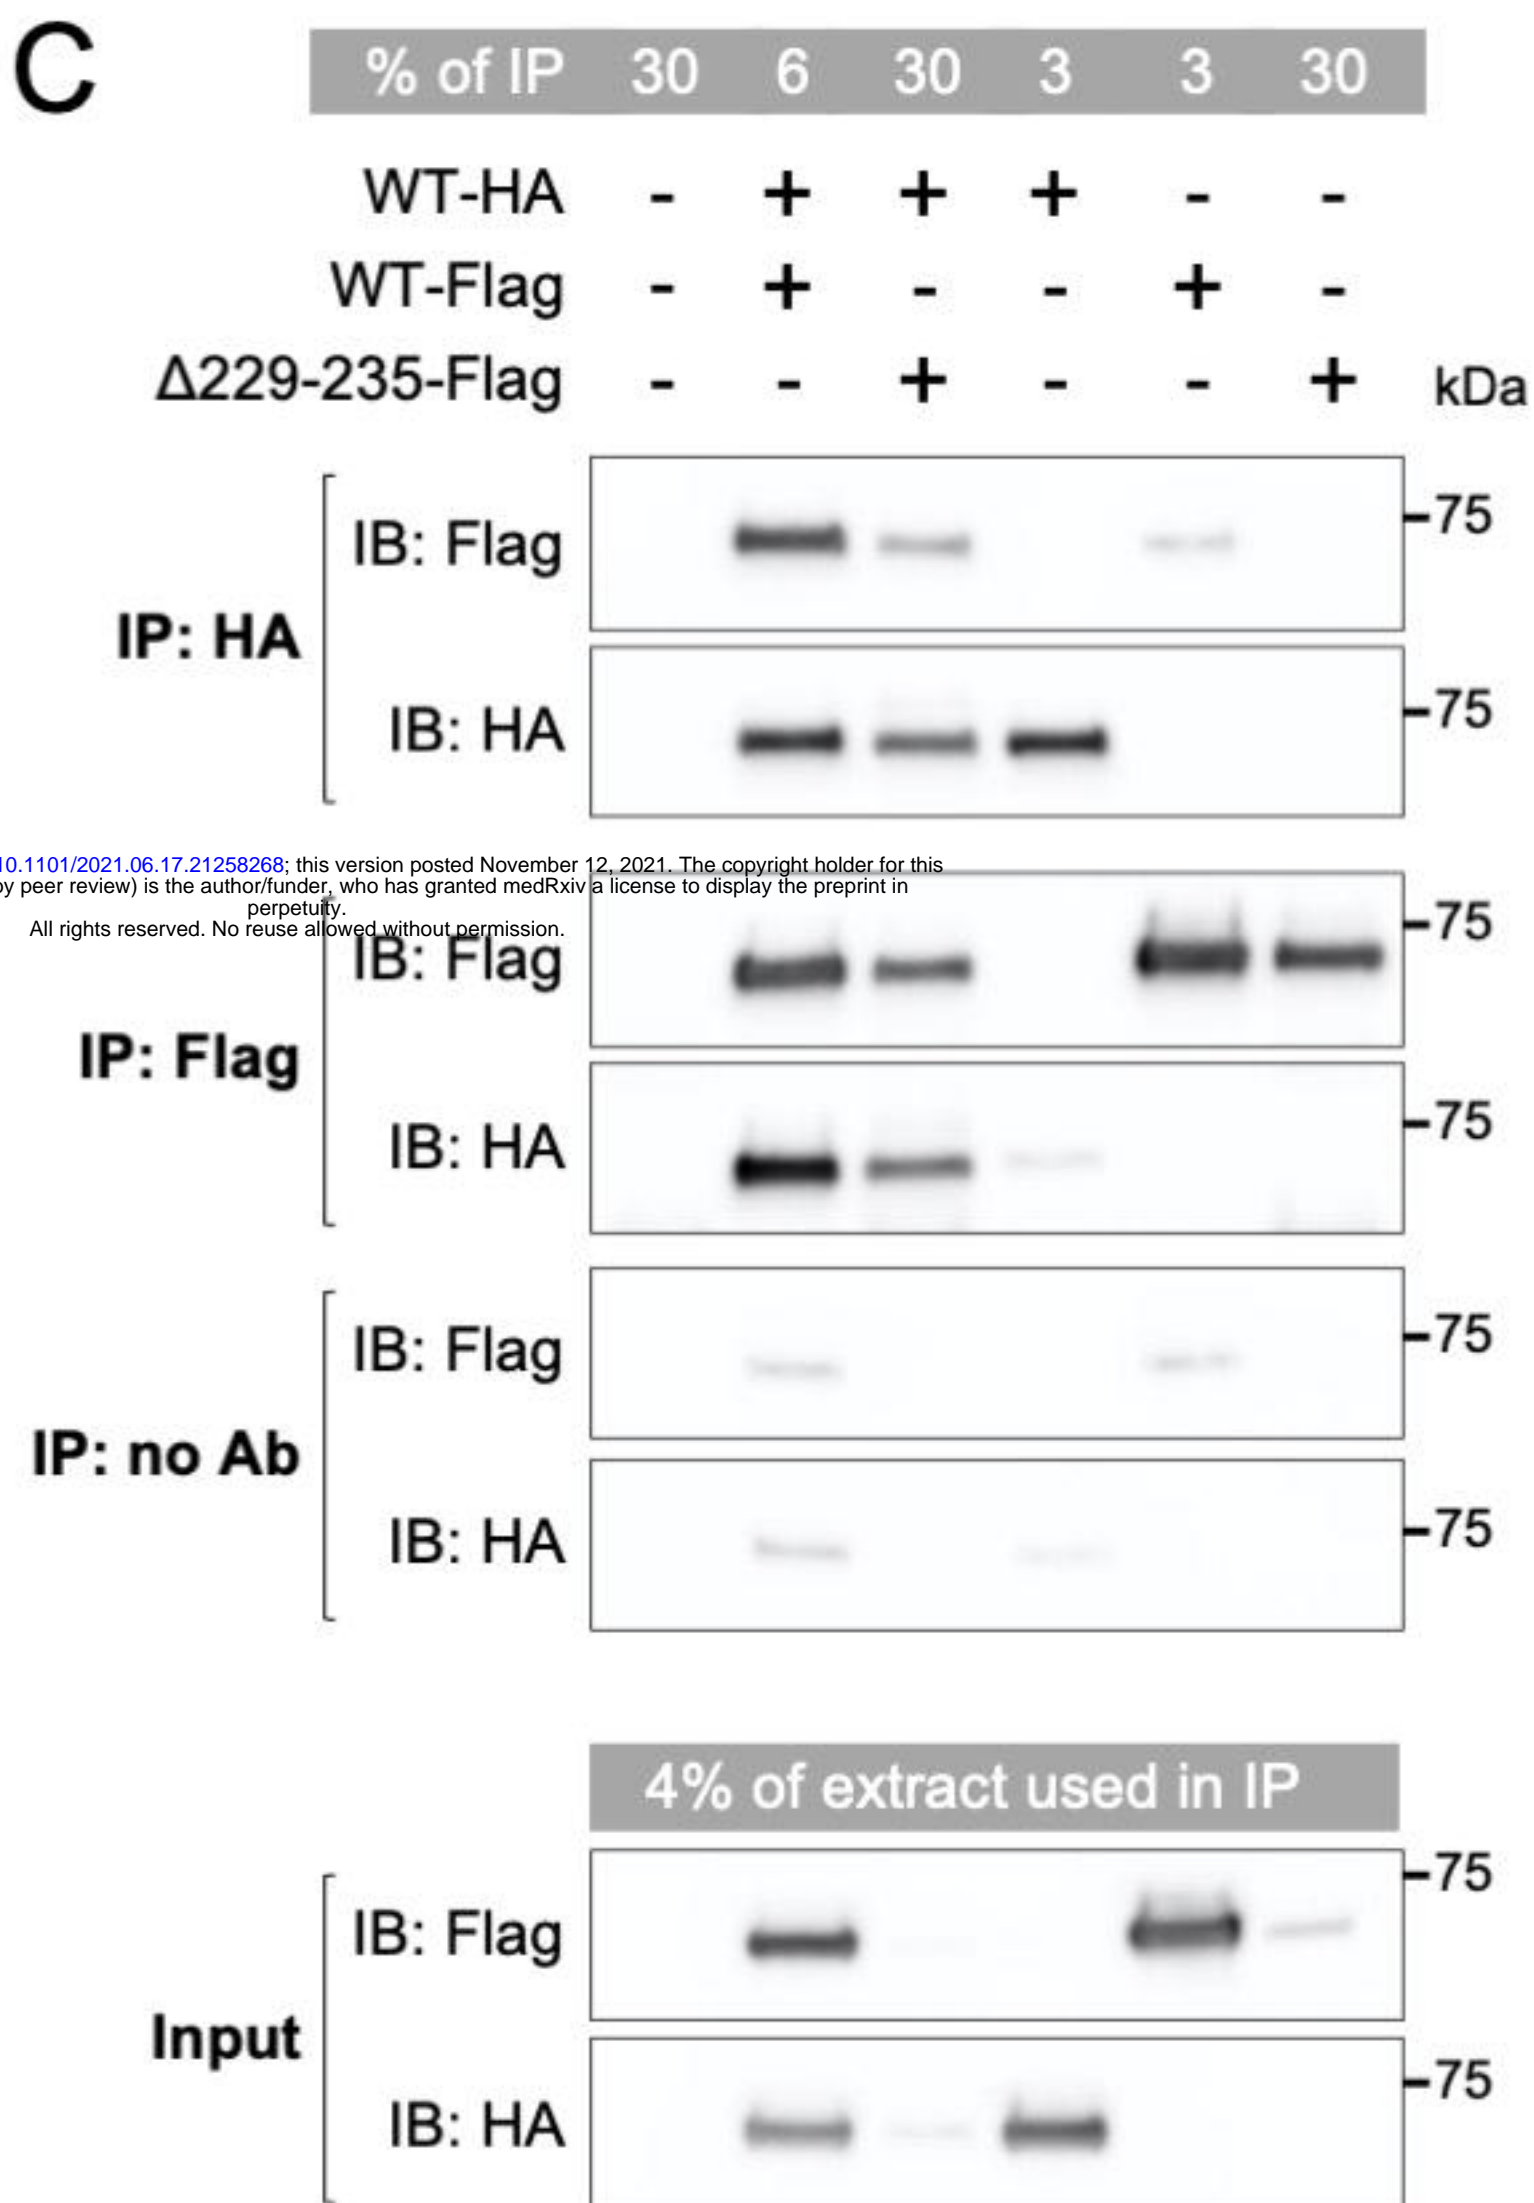 C
% of IP 30 6 30 3 3 30
WT-HA - + + + - -
WT-Flag - + - - + -
Δ229-235-Flag - - + - - + kDa
IB: Flag -75
IP: HA
IB: HA -75
10.1101/2021.06.17.21258268; this version posted November 12, 2021. The copyright holder for this
by peer review) is the author/funder, who has granted medRxiv a license to display the preprint in
perpetuity.
All rights reserved. No reuse allowed without permission.
IB: Flag -75
IP: Flag
IB: HA -75
IB: Flag -75
IP: no Ab
IB: HA -75
4% of extract used in IP
IB: Flag -75
Input
IB: HA -75